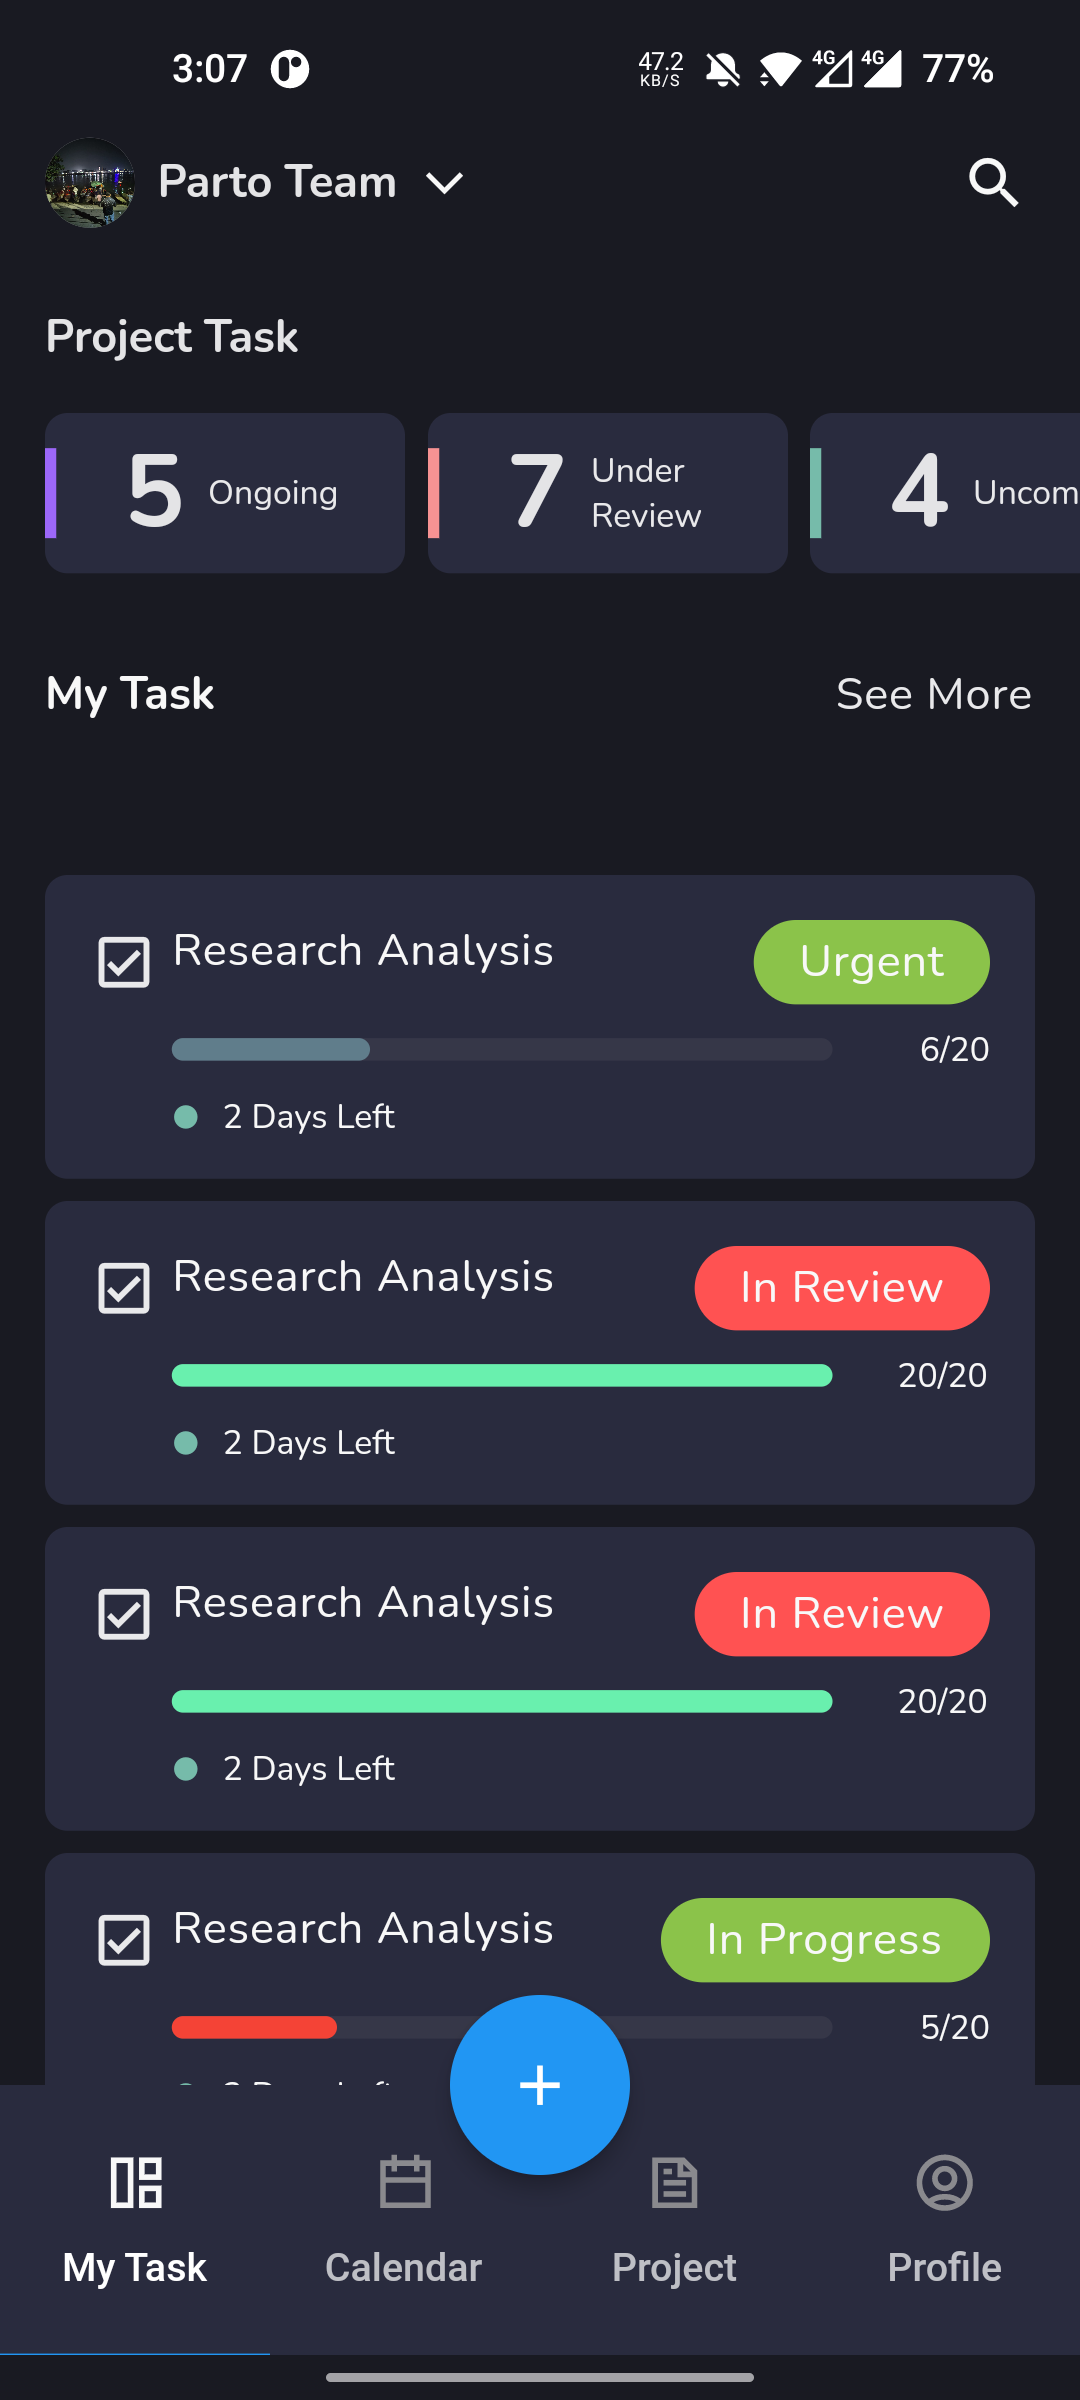 3:07
47.2
KB/S
4G
4G
77%
Parto Team
Project Task
5 Ongoing
7 Under
Review
4 Uncom
My Task
See More
Research Analysis
Urgent
6/20
2 Days Left
Research Analysis
In Review
20/20
2 Days Left
Research Analysis
In Review
20/20
2 Days Left
Research Analysis
In Progress
5/20
My Task
Calendar
Project
Profile